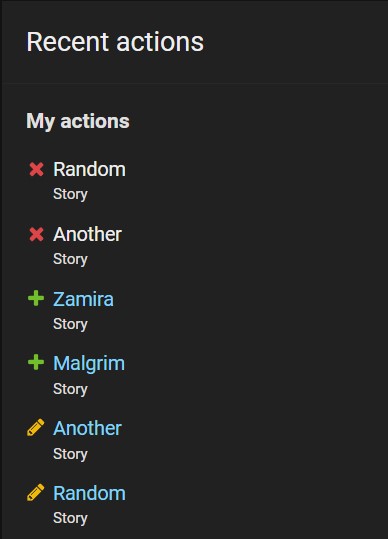 Recent actions
My actions
Random
Story
Another
Story
Zamira
Story
Malgrim
Story
Another
Story
Random
Story